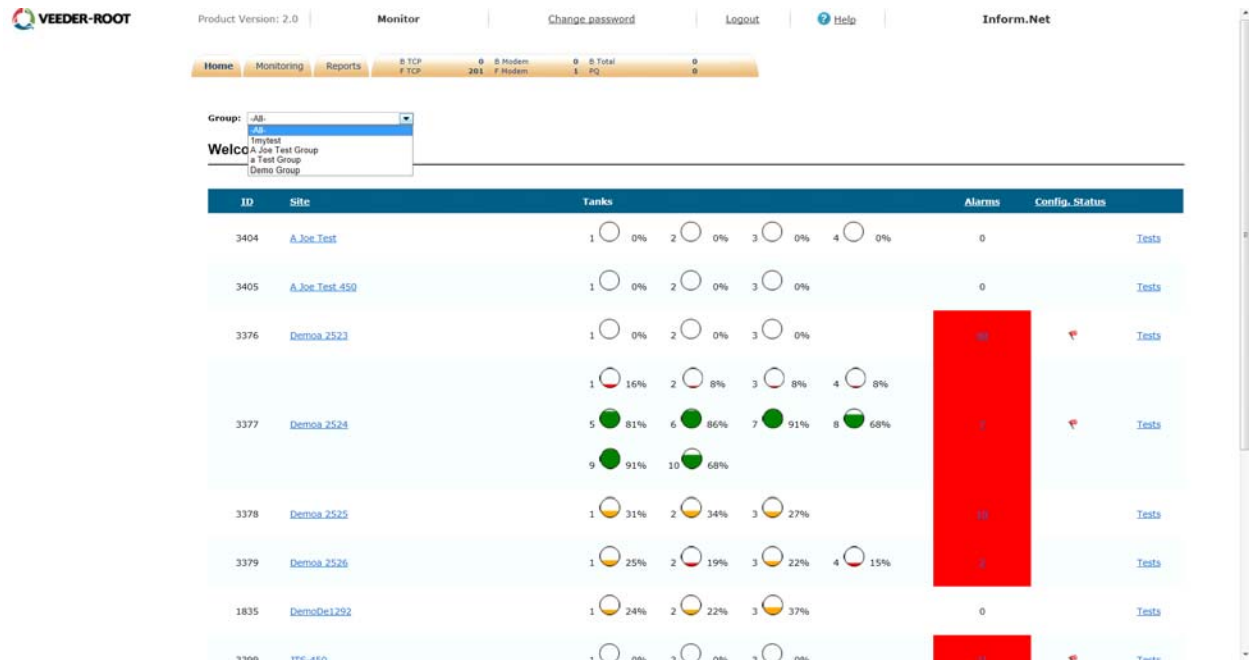 VEEDER-ROOT Product Version: 2.0 Monitor Change password Logout Help Inform.Net
Home Monitoring Reports B TCP 0 B Modem 0 B Total 0
F TCP 201 F Modem 1 PQ 0
Group: -All-
-All-
1mytest
A Joe Test Group
a Test Group
Demo Group
ID Site Tanks Alarms Config. Status
3404 A Joe Test 1 0% 2 0% 3 0% 4 0% 0 Tests
3405 A Joe Test 450 1 0% 2 0% 3 0% 0 Tests
3376 Demoa 2523 1 0% 2 0% 3 0% Tests
1 16% 2 8% 3 8% 4 8%
3377 Demoa 2524 5 81% 6 86% 7 91% 8 68% Tests
9 91% 10 68%
3378 Demoa 2525 1 31% 2 34% 3 27% Tests
3379 Demoa 2526 1 25% 2 19% 3 22% 4 15% 2 Tests
1835 DemoDe1292 1 24% 2 22% 3 37% 0 Tests